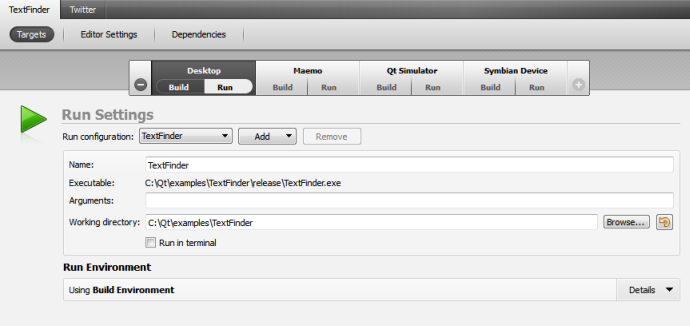 TextFinder Twitter
Targets Editor Settings Dependencies
Desktop Maemo Qt Simulator Symbian Device
Build Run Build Run Build Run Build Run
Run Settings
Run configuration: TextFinder Add Remove
Name: TextFinder
Executable: C:\Qt\examples\TextFinder\release\TextFinder.exe
Arguments:
Working directory: C:\Qt\examples\TextFinder Browse...
Run in terminal
Run Environment
Using Build Environment Details